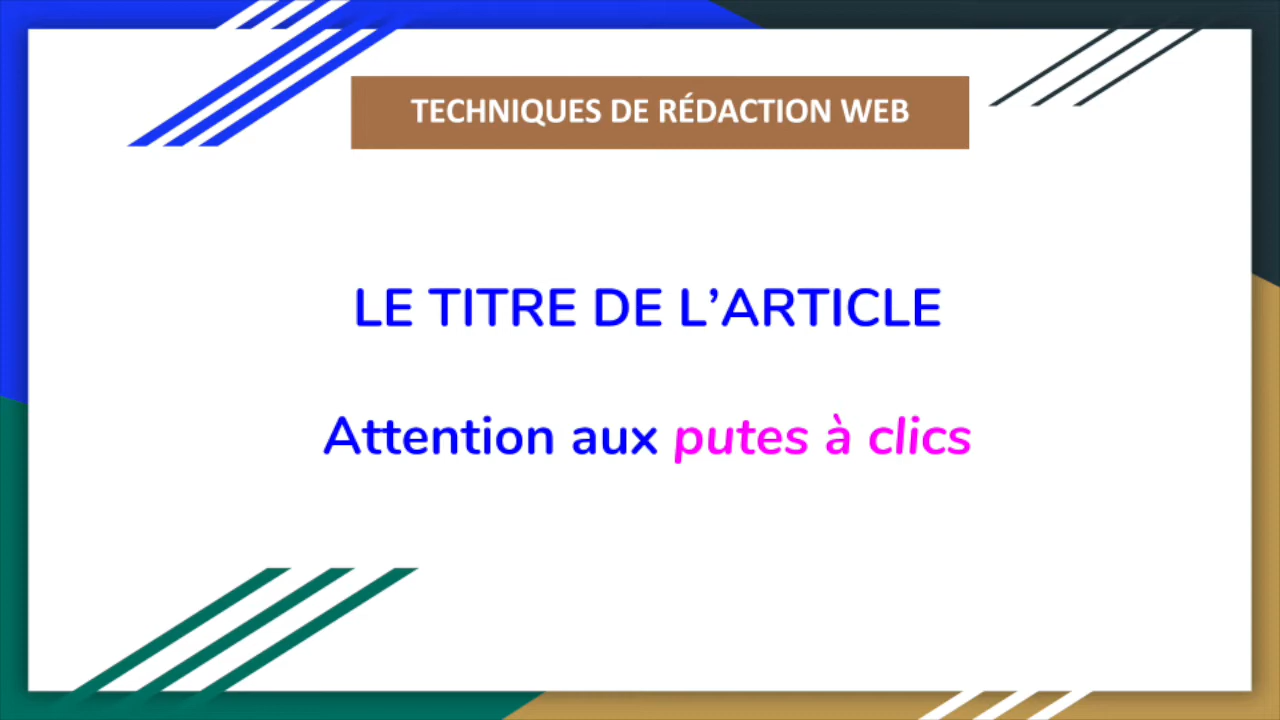 TECHNIQUES DE RÉDACTION WEB
LE TITRE DE L’ARTICLE
Attention aux putes à clics